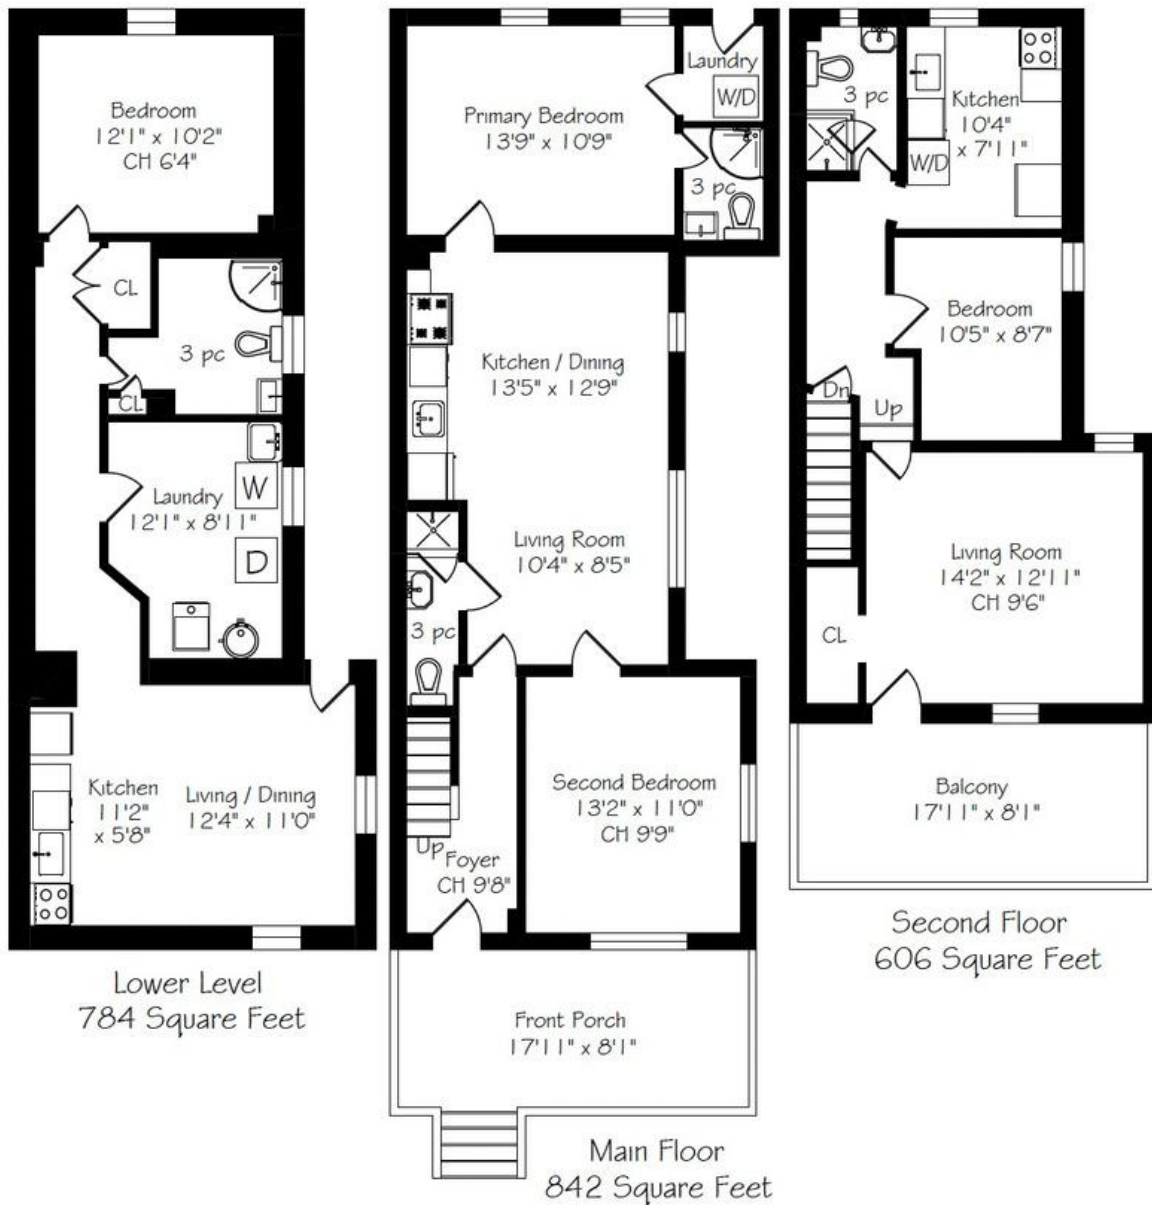 Bedroom
12'1" x 10'2"
CH 6'4"
CL
3 pc
CL
Laundry
12'1" x 8'11"
W
D
Kitchen
11'2"
x 5'8"
Living / Dining
12'4" x 11'0"
Lower Level
784 Square Feet
Primary Bedroom
13'9" x 10'9"
Laundry
W/D
3 pc
Kitchen / Dining
13'5" x 12'9"
Living Room
10'4" x 8'5"
3 pc
Second Bedroom
13'2" x 11'0"
CH 9'9"
Up
Foyer
CH 9'8"
Front Porch
17'11" x 8'1"
Main Floor
842 Square Feet
3 pc
Kitchen
10'4"
x 7'11"
W/D
Bedroom
10'5" x 8'7"
Dn
Up
Living Room
14'2" x 12'11"
CH 9'6"
CL
Balcony
17'11" x 8'1"
Second Floor
606 Square Feet